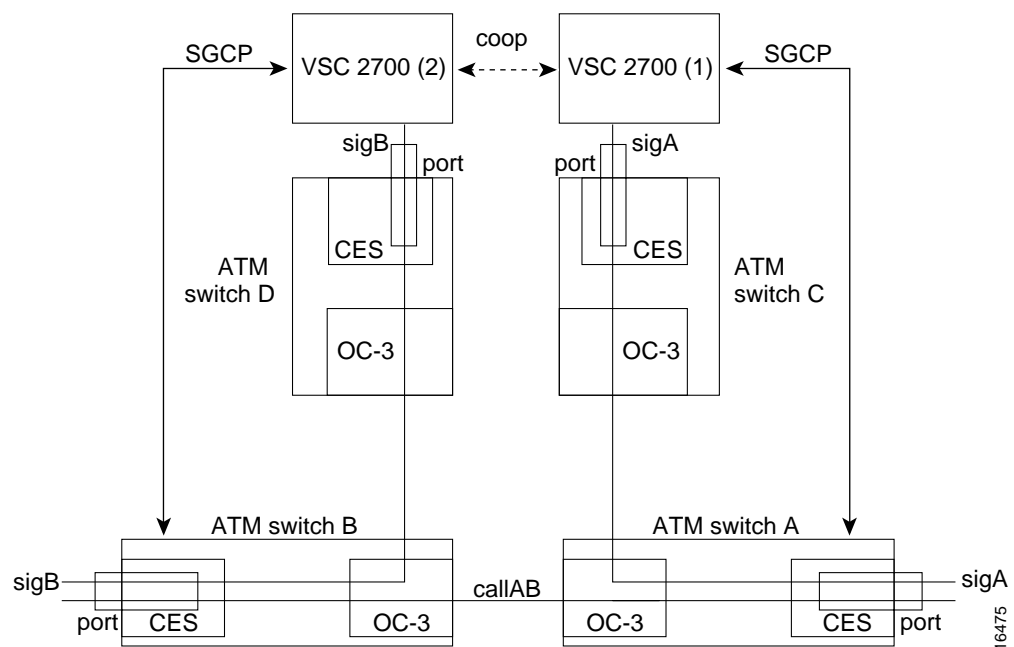 coop
SGCP
VSC 2700 (2)
VSC 2700 (1)
SGCP
sigB
port
port
sigA
CES
CES
ATM
switch D
ATM
switch C
OC-3
OC-3
ATM switch B
ATM switch A
sigB
callAB
sigA
port
CES
OC-3
OC-3
CES
port
16475